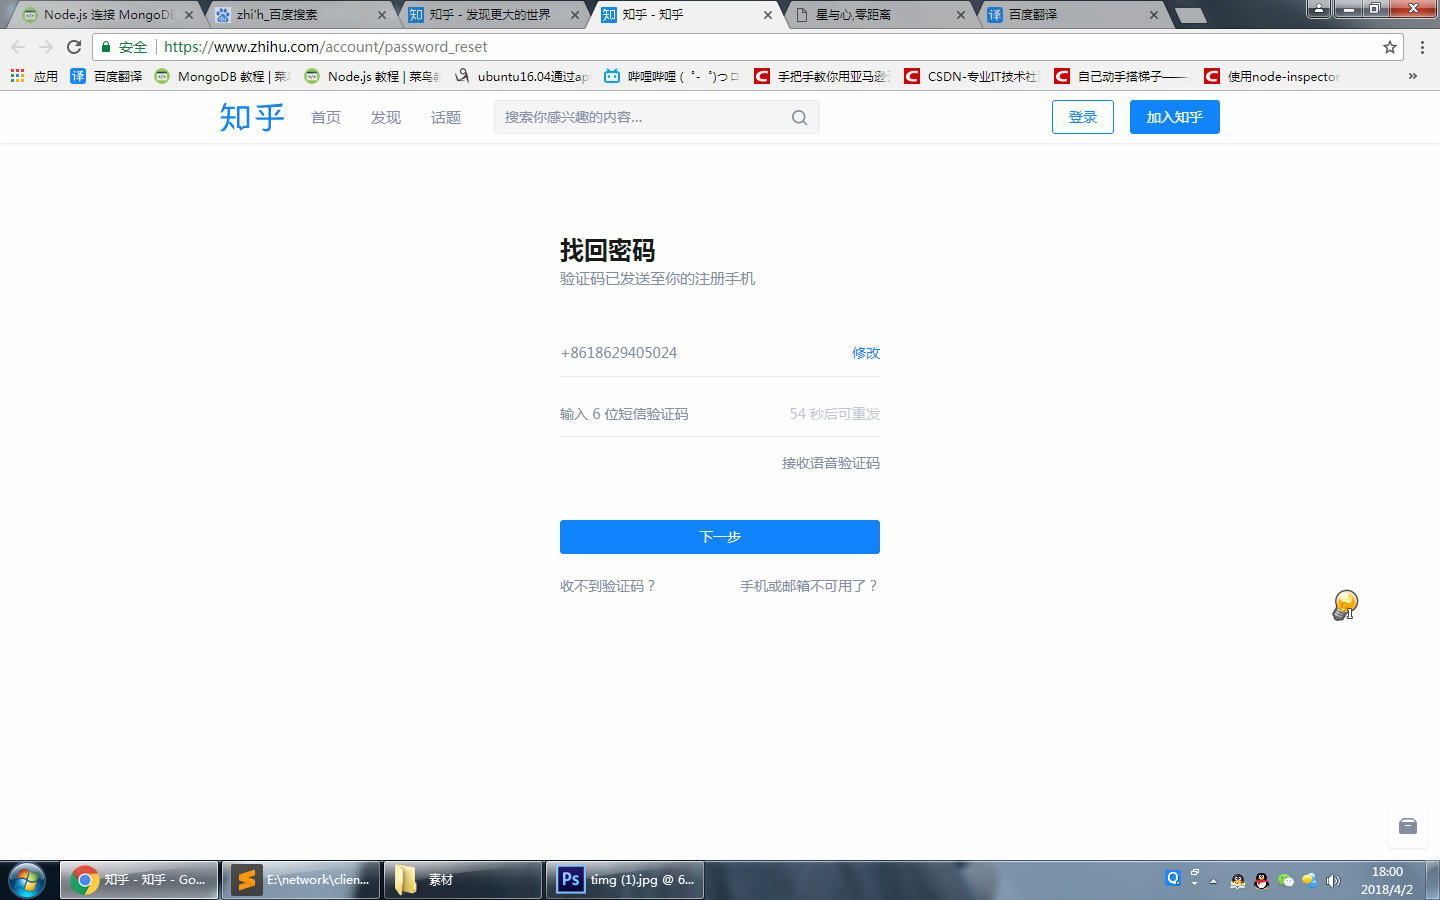 Node.js 连接 MongoDB
zhi'h_百度搜索
知乎 - 发现更大的世界
知乎 - 知乎
星与心,零距离
百度翻译
安全
https://www.zhihu.com/account/password_reset
应用
百度翻译
MongoDB 教程 | 菜鸟
Node.js 教程 | 菜鸟教
ubuntu16.04通过ap
哔哩哔哩 ( ゜- ゜)つロ
手把手教你用亚马逊云
CSDN-专业IT技术社区
自己动手搭梯子——
使用node-inspector
知乎
首页
发现
话题
搜索你感兴趣的内容...
登录
加入知乎
找回密码
验证码已发送至你的注册手机
+8618629405024
修改
输入 6 位短信验证码
54 秒后可重发
接收语音验证码
下一步
收不到验证码？
手机或邮箱不可用了？
知乎 - 知乎 - Go...
E:\network\clien...
素材
timg (1).jpg @ 6...
18:00
2018/4/2